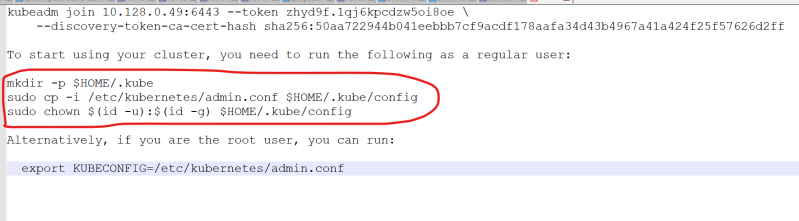 kubeadm join 10.128.0.49:6443 --token zhyd9f.1qj6kpcdzw5oi8oe \
--discovery-token-ca-cert-hash sha256:50aa722944b041eebbb7cf9acdf178aafa34d43b4967a41a424f25f57626d2ff
To start using your cluster, you need to run the following as a regular user:
mkdir -p $HOME/.kube
sudo cp -i /etc/kubernetes/admin.conf $HOME/.kube/config
sudo chown $(id -u):$(id -g) $HOME/.kube/config
Alternatively, if you are the root user, you can run:
export KUBECONFIG=/etc/kubernetes/admin.conf